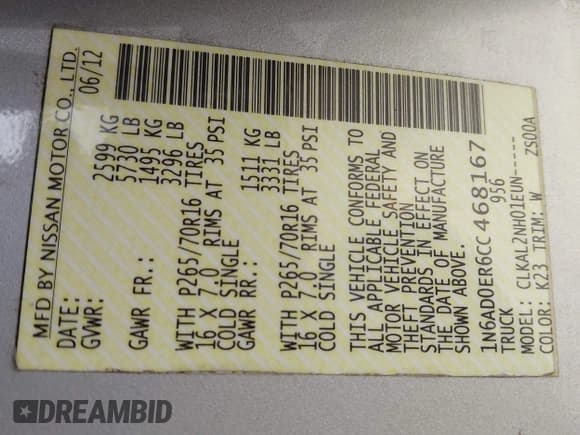 MFD BY NISSAN MOTOR CO., LTD.
DATE: 06/12
GVWR: 2599 KG
5730 LB
GAWR FR.: 1495 KG
3296 LB
WITH P265/70R16 TIRES
16 X 7.0 RIMS AT 35 PSI
COLD SINGLE
GAWR RR.: 1511 KG
3331 LB
WITH P265/70R16 TIRES
16 X 7.0 RIMS AT 35 PSI
COLD SINGLE
THIS VEHICLE CONFORMS TO
ALL APPLICABLE FEDERAL
MOTOR VEHICLE SAFETY AND
THEFT PREVENTION
STANDARDS IN EFFECT ON
THE DATE OF MANUFACTURE
SHOWN ABOVE.
1N6AD0ER6CC468167
TRUCK 956
MODEL: CLKAL2NH01EUN-----
COLOR: K23 TRIM: W ZS00A
DREAMBID